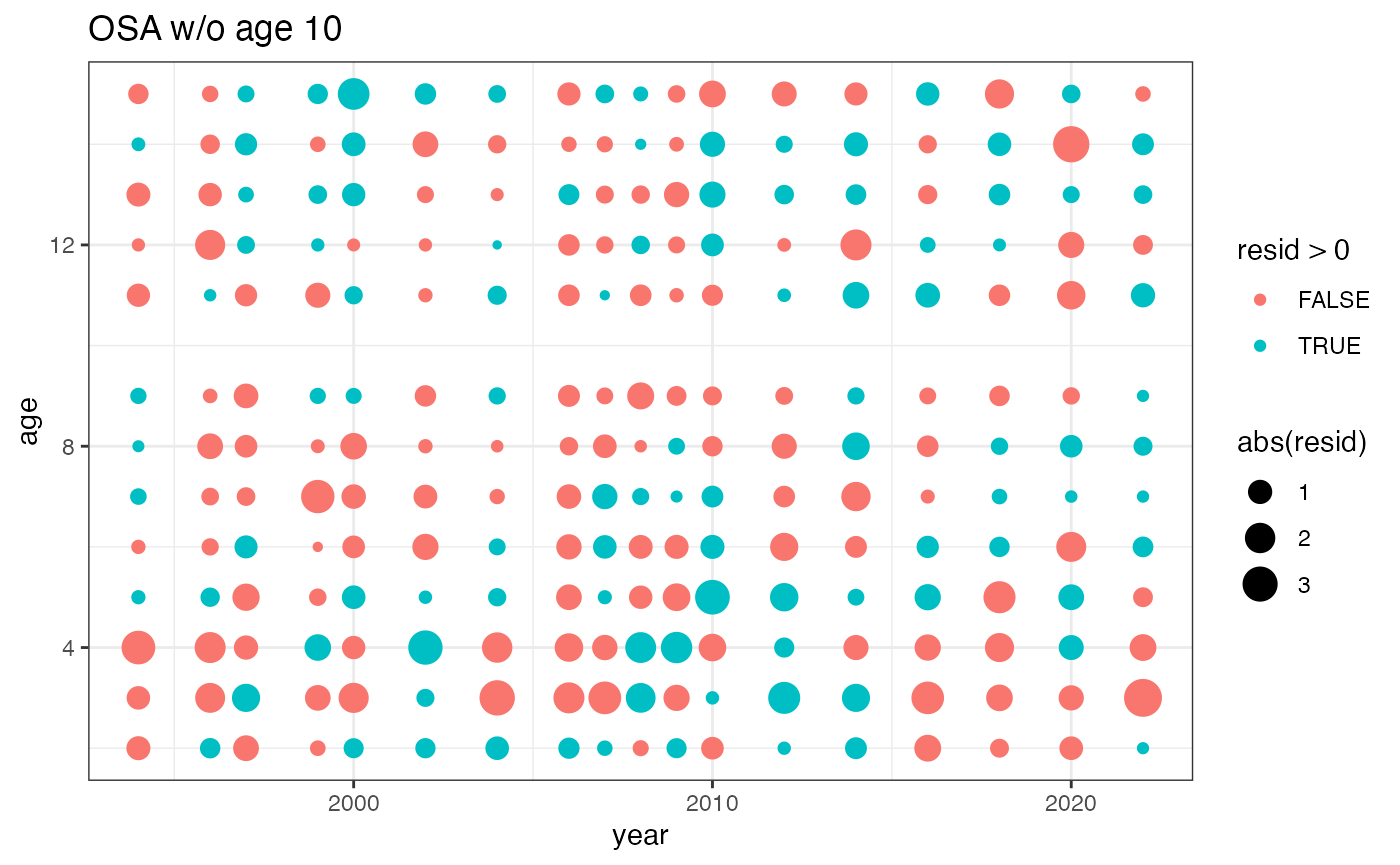 OSA w/o age 10
age
12
8
4
2000
2010
2020
year
resid > 0
FALSE
TRUE
abs(resid)
1
2
3